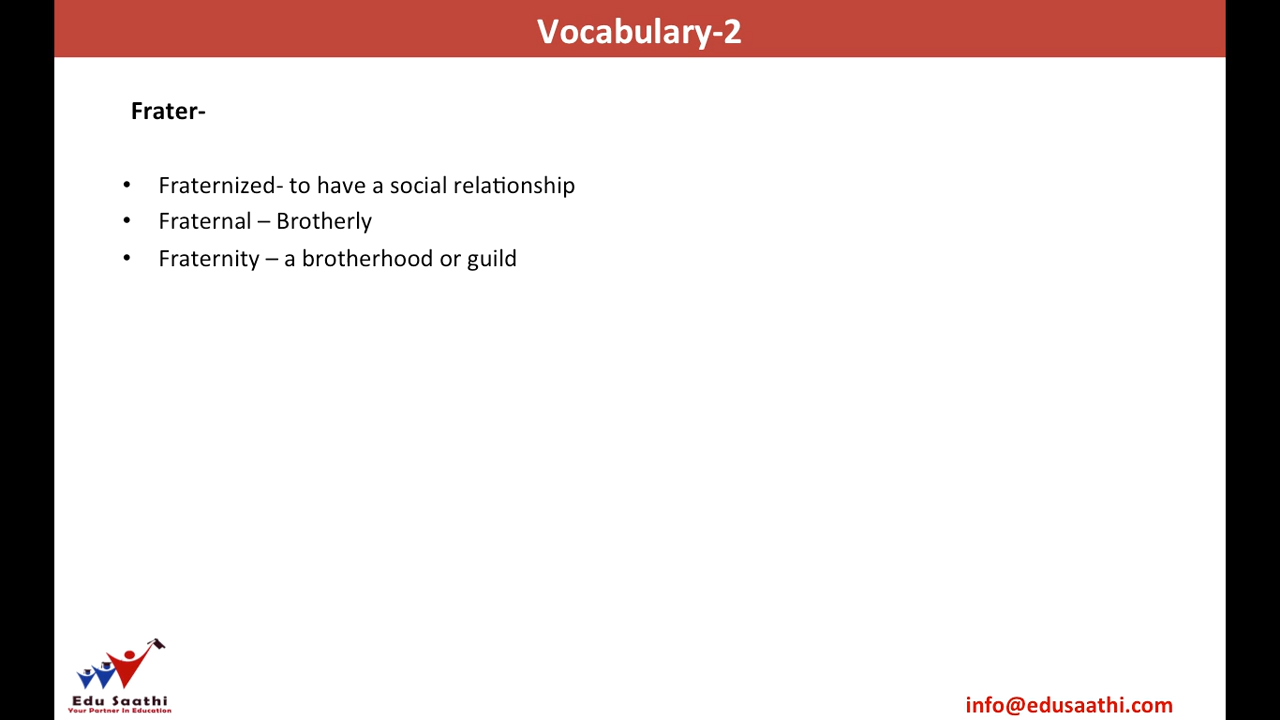 Vocabulary-2
Frater-
• Fraternized- to have a social relationship
• Fraternal – Brotherly
• Fraternity – a brotherhood or guild
Edu Saathi
Your Partner In Education
info@edusaathi.com